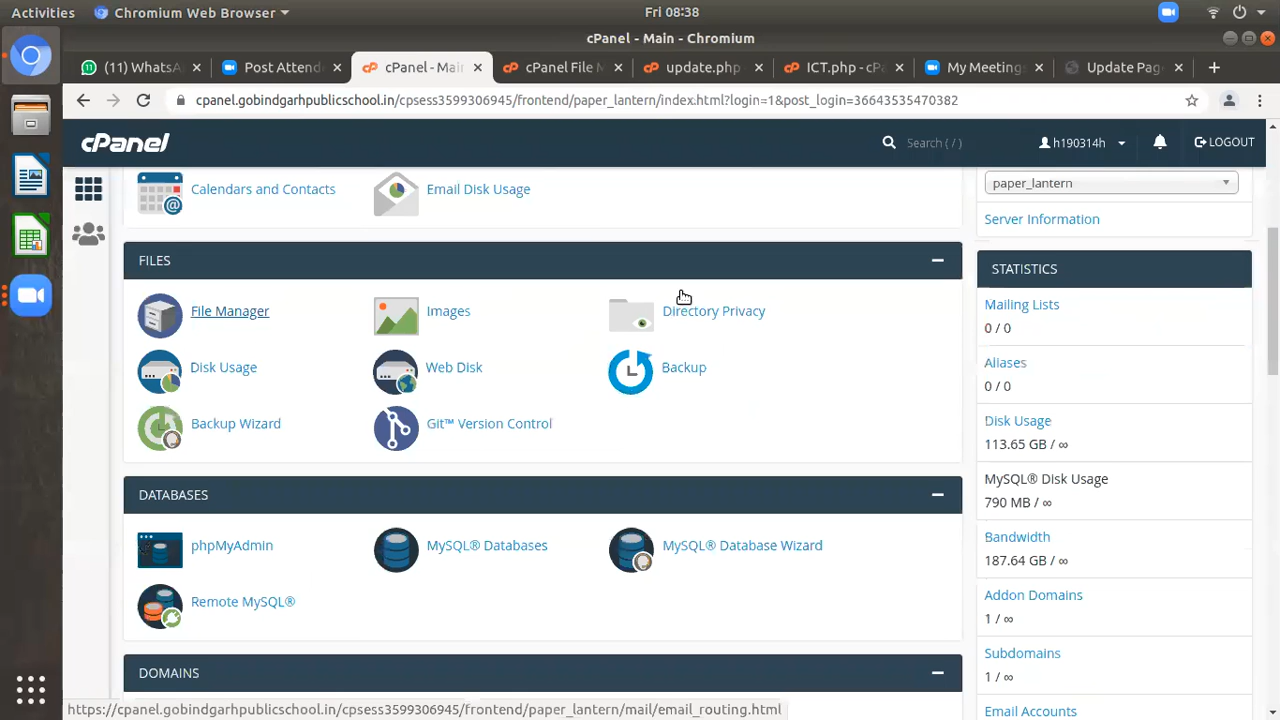 Activities Chromium Web Browser Fri 08:38
cPanel - Main - Chromium
(11) WhatsA Post Attend cPanel - Mai cPanel File M update.php ICT.php - cPa My Meeting Update Pag
cpanel.gobindgarhpublicschool.in/cpsess3599306945/frontend/paper_lantern/index.html?login=1&post_login=36643535470382
cPanel Search ( / ) h190314h LOGOUT
Calendars and Contacts Email Disk Usage
paper_lantern
Server Information
FILES
File Manager Images Directory Privacy
Disk Usage Web Disk Backup
Backup Wizard Git™ Version Control
DATABASES
phpMyAdmin MySQL® Databases MySQL® Database Wizard
Remote MySQL®
DOMAINS
STATISTICS
Mailing Lists
0 / 0
Aliases
0 / 0
Disk Usage
113.65 GB / ∞
MySQL® Disk Usage
790 MB / ∞
Bandwidth
187.64 GB / ∞
Addon Domains
1 / ∞
Subdomains
1 / ∞
Email Accounts
https://cpanel.gobindgarhpublicschool.in/cpsess3599306945/frontend/paper_lantern/mail/email_routing.html